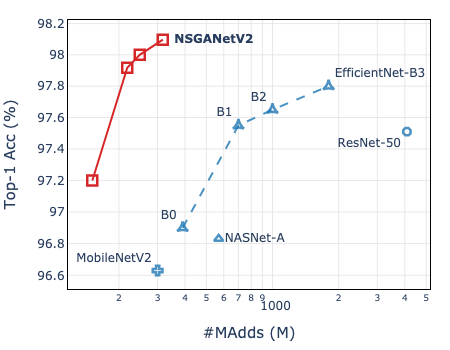 98.2
98
97.8
97.6
97.4
97.2
97
96.8
96.6
Top-1 Acc (%)
NSGANetV2
EfficientNet-B3
B2
B1
ResNet-50
B0
NASNet-A
MobileNetV2
2 3 4 5 6 7 8 9 1000 2 3 4 5
#MAdds (M)